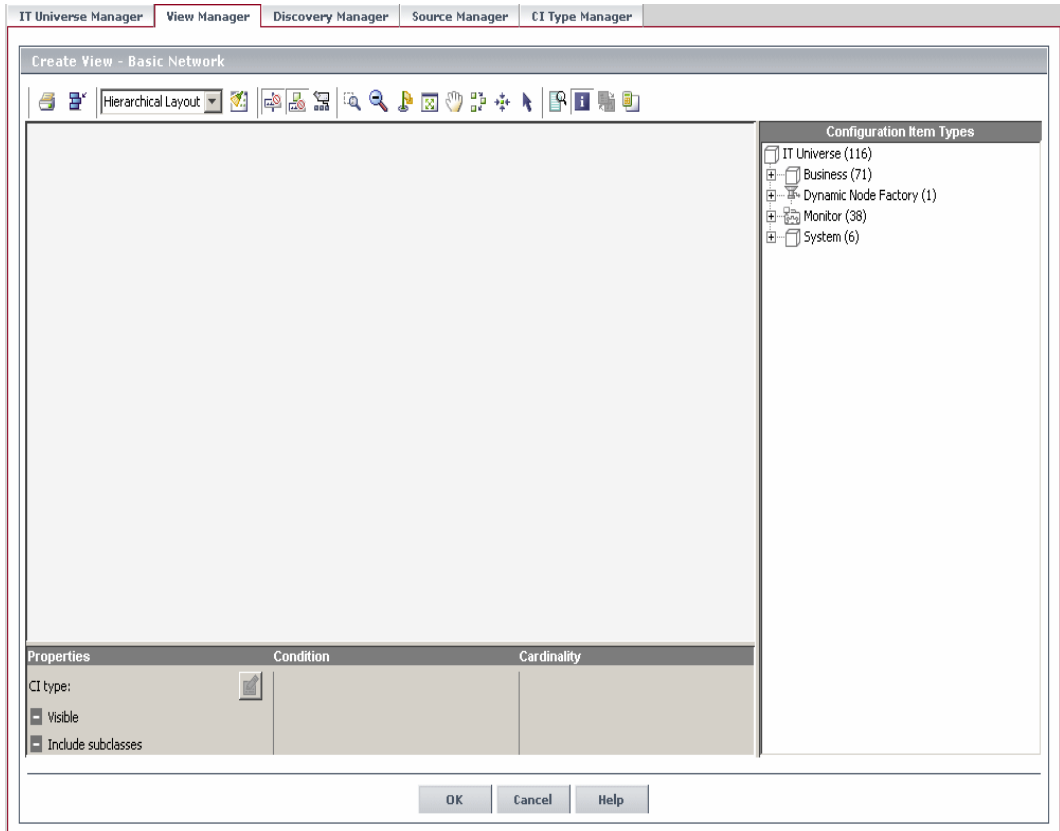 IT Universe Manager View Manager Discovery Manager Source Manager CI Type Manager
Create View - Basic Network
Hierarchical Layout
Configuration Item Types
IT Universe (116)
Business (71)
Dynamic Node Factory (1)
Monitor (38)
System (6)
Properties Condition Cardinality
CI type:
Visible
Include subclasses
OK Cancel Help